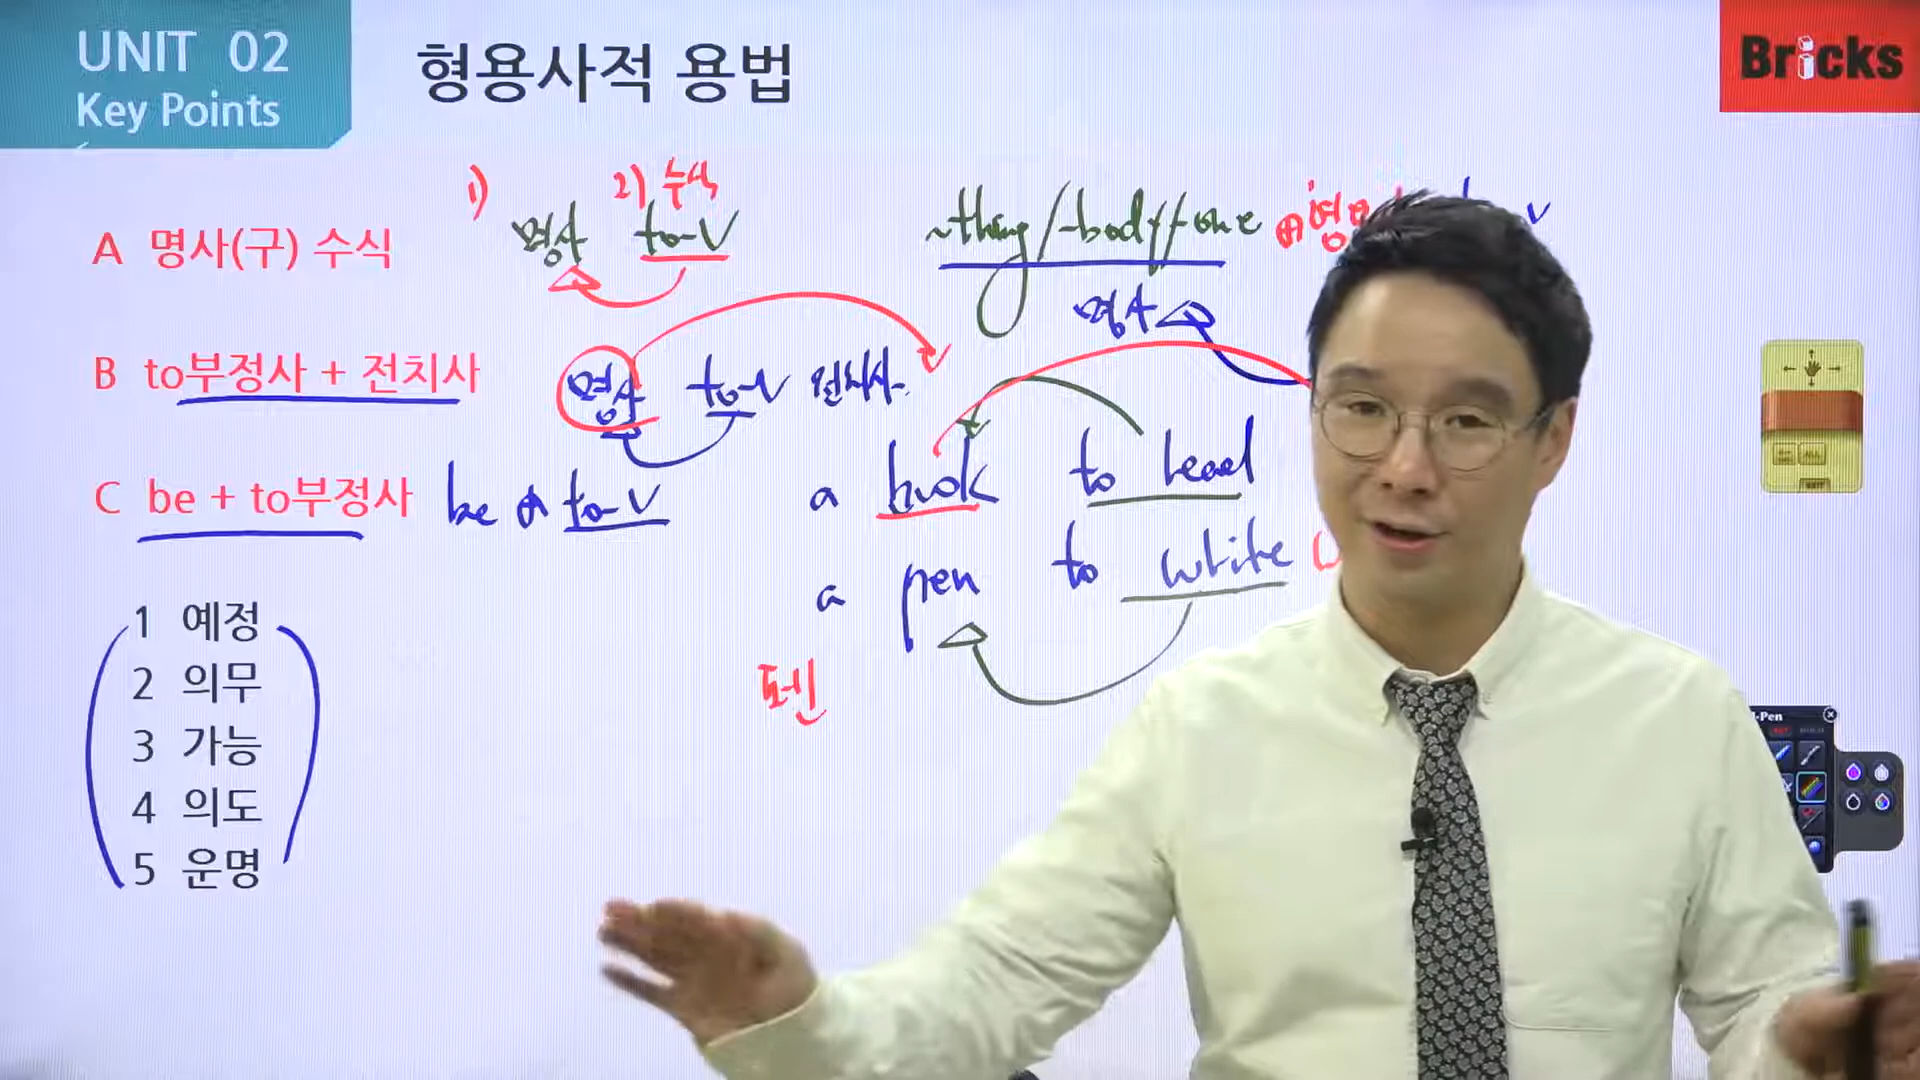 UNIT 02
Key Points
형용사적 용법
Bricks
1)
2) 수식
명사 to-V
~thing/-body/-one
A 명사(구) 수식
명사
B to부정사 + 전치사
명사 to-V 전치사.
C be + to부정사
be + to-V
a book to read
a pen to write
1 예정
2 의무
3 가능
4 의도
5 운명